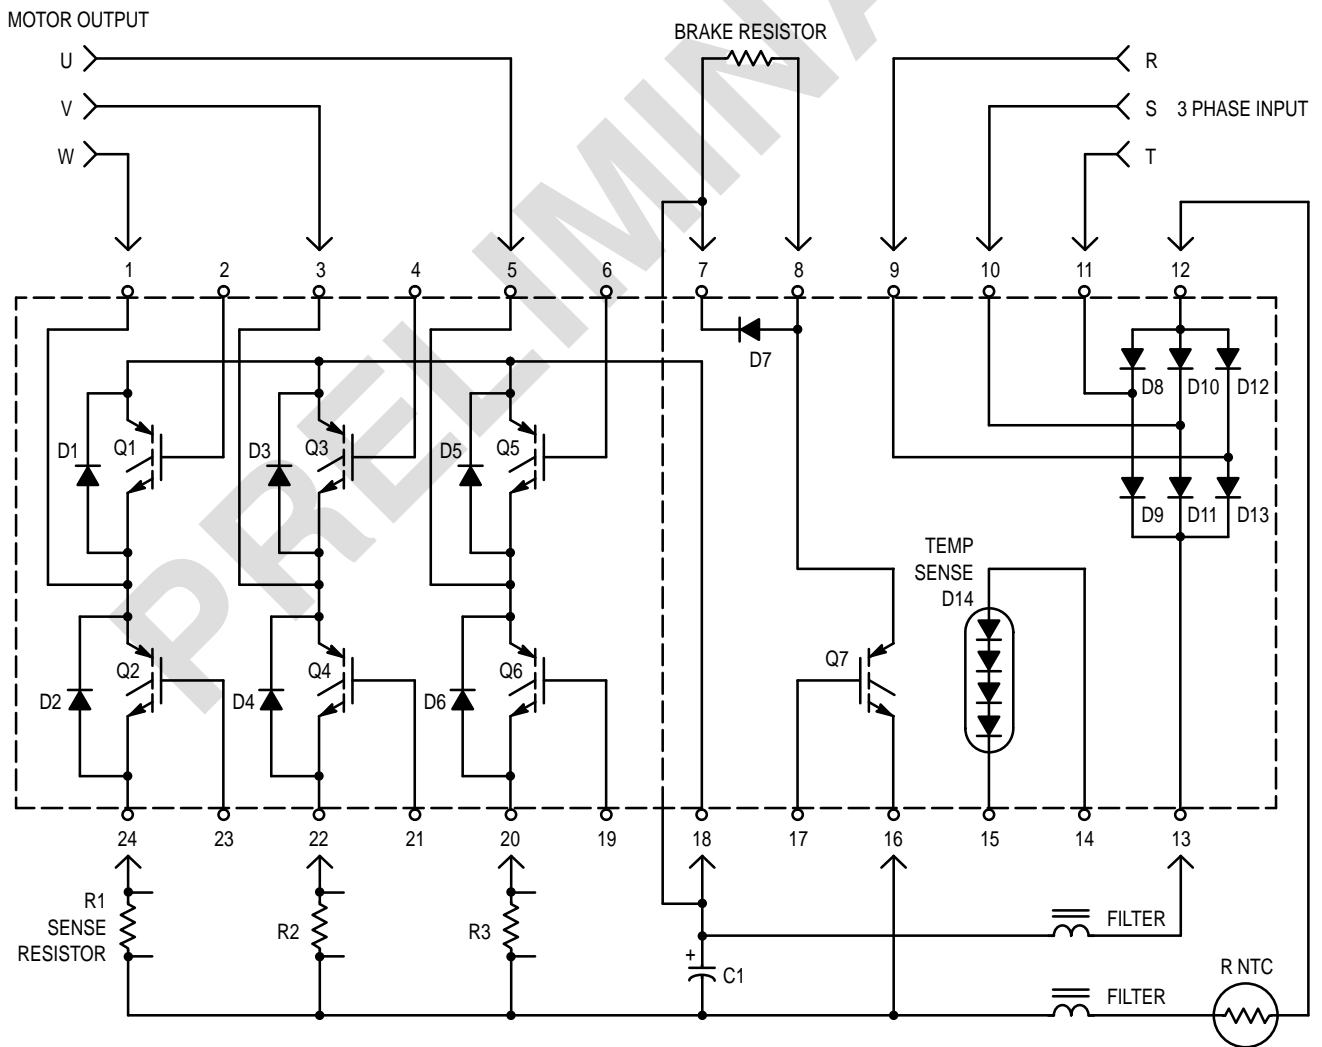 MOTOR OUTPUT
BRAKE RESISTOR
U
R
V
S 3 PHASE INPUT
W
T
1 2 3 4 5 6 7 8 9 10 11 12
D7
D8 D10 D12
D1 Q1 D3 Q3 D5 Q5
D9 D11 D13
TEMP
SENSE
D14
D2 Q2 D4 Q4 D6 Q6 Q7
24 23 22 21 20 19 18 17 16 15 14 13
R1
SENSE
RESISTOR
R2
R3
FILTER
+
C1
R NTC
FILTER
PRELIMINA